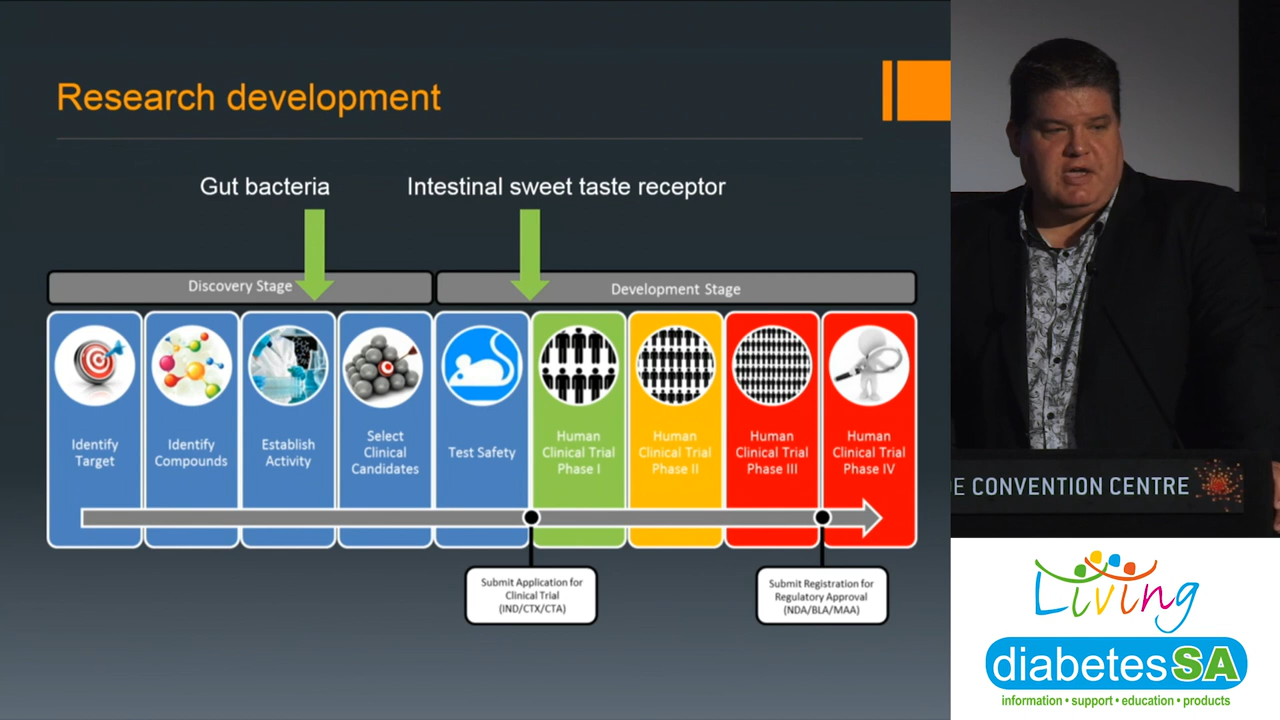 Research development
Gut bacteria
Intestinal sweet taste receptor
Discovery Stage
Development Stage
Identify
Target
Identify
Compounds
Establish
Activity
Select
Clinical
Candidates
Test Safety
Human
Clinical Trial
Phase I
Human
Clinical Trial
Phase II
Human
Clinical Trial
Phase III
Human
Clinical Trial
Phase IV
Submit Application for
Clinical Trial
(IND/CTX/CTA)
Submit Registration for
Regulatory Approval
(NDA/BLA/MAA)
E CONVENTION CENTRE
Living
diabetesSA
information • support • education • products